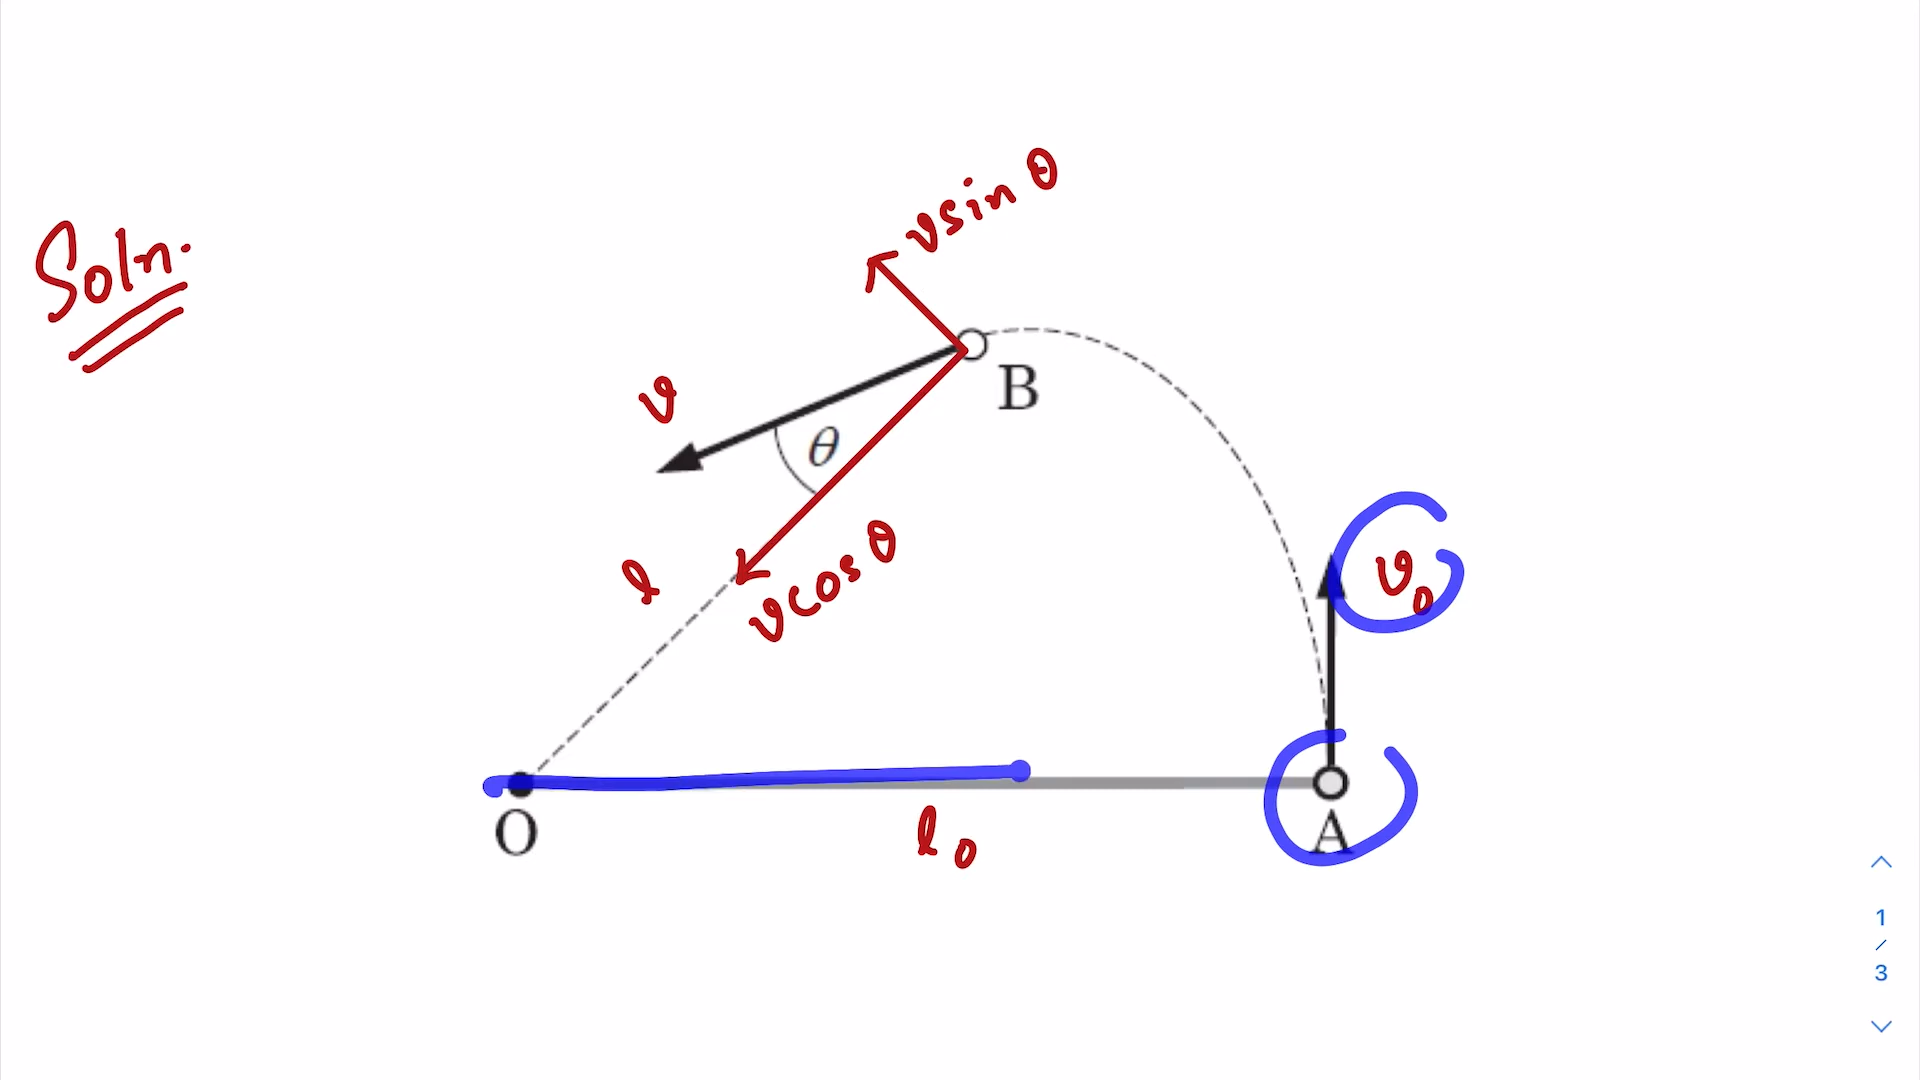 Soln.
v sin θ
B
v
θ
v cos θ
l
v₀
O
l₀
A
1
/
3